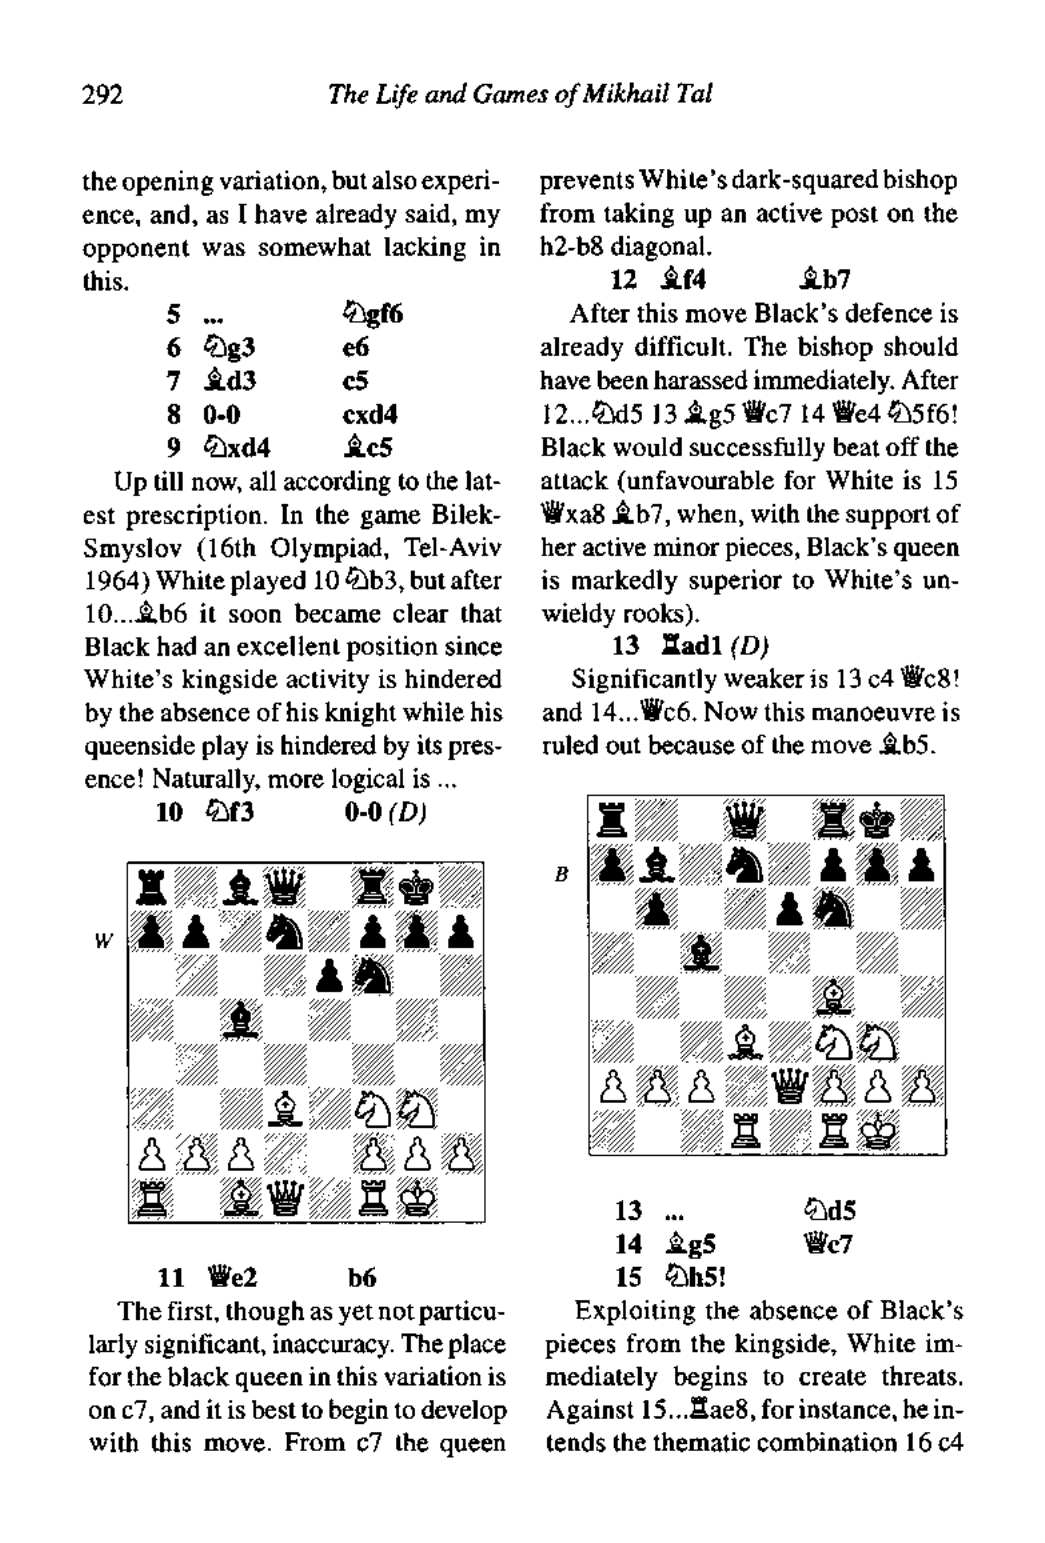 292
The Life and Games of Mikhail Tal
the opening variation, but also experi-
ence, and, as I have already said, my
opponent was somewhat lacking in
this.
5 ... ♘gf6
6 ♘g3 e6
7 ♗d3 c5
8 0-0 cxd4
9 ♘xd4 ♗c5
Up till now, all according to the lat-
est prescription. In the game Bilek-
Smyslov (16th Olympiad, Tel-Aviv
1964) White played 10 ♘b3, but after
10...♗b6 it soon became clear that
Black had an excellent position since
White's kingside activity is hindered
by the absence of his knight while his
queenside play is hindered by its pres-
ence! Naturally, more logical is ...
10 ♘f3 0-0 (D)
W
11 ♕e2 b6
The first, though as yet not particu-
larly significant, inaccuracy. The place
for the black queen in this variation is
on c7, and it is best to begin to develop
with this move. From c7 the queen
prevents White's dark-squared bishop
from taking up an active post on the
h2-b8 diagonal.
12 ♗f4 ♗b7
After this move Black's defence is
already difficult. The bishop should
have been harassed immediately. After
12...♘d5 13 ♗g5 ♕c7 14 ♕e4 ♘5f6!
Black would successfully beat off the
attack (unfavourable for White is 15
♕xa8 ♗b7, when, with the support of
her active minor pieces, Black's queen
is markedly superior to White's un-
wieldy rooks).
13 ♖ad1 (D)
Significantly weaker is 13 c4 ♕c8!
and 14...♕c6. Now this manoeuvre is
ruled out because of the move ♗b5.
B
13 ... ♘d5
14 ♗g5 ♕c7
15 ♘h5!
Exploiting the absence of Black's
pieces from the kingside, White im-
mediately begins to create threats.
Against 15...♖ae8, for instance, he in-
tends the thematic combination 16 c4